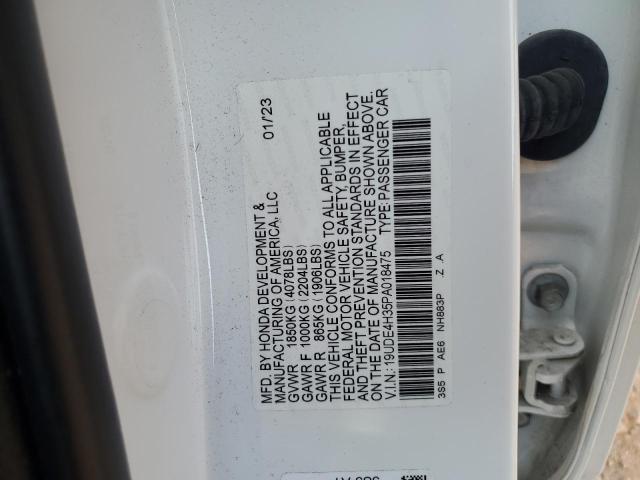 MFD. BY HONDA DEVELOPMENT &
MANUFACTURING OF AMERICA, LLC 01/23
GVWR 1850KG (4078LBS)
GAWR F 1000KG (2204LBS)
GAWR R 865KG (1906LBS)
THIS VEHICLE CONFORMS TO ALL APPLICABLE
FEDERAL MOTOR VEHICLE SAFETY, BUMPER,
AND THEFT PREVENTION STANDARDS IN EFFECT
ON THE DATE OF MANUFACTURE SHOWN ABOVE.
V.I.N.: 19UDE4H35PA018475 TYPE: PASSENGER CAR
3S5 P AE6 NH883P Z A